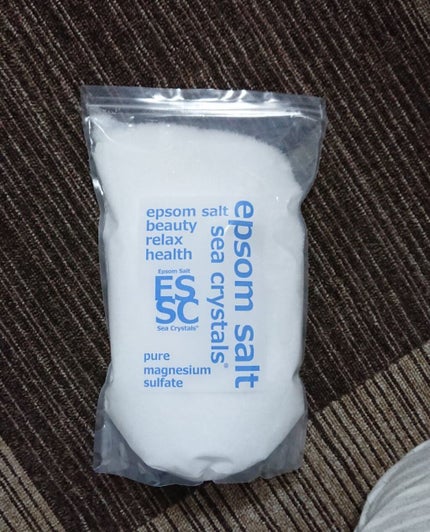 epsom salt
beauty
relax
health
Epsom Salt
ES
SC
Sea Crystals®
pure
magnesium
sulfate
epsom salt
sea crystals®